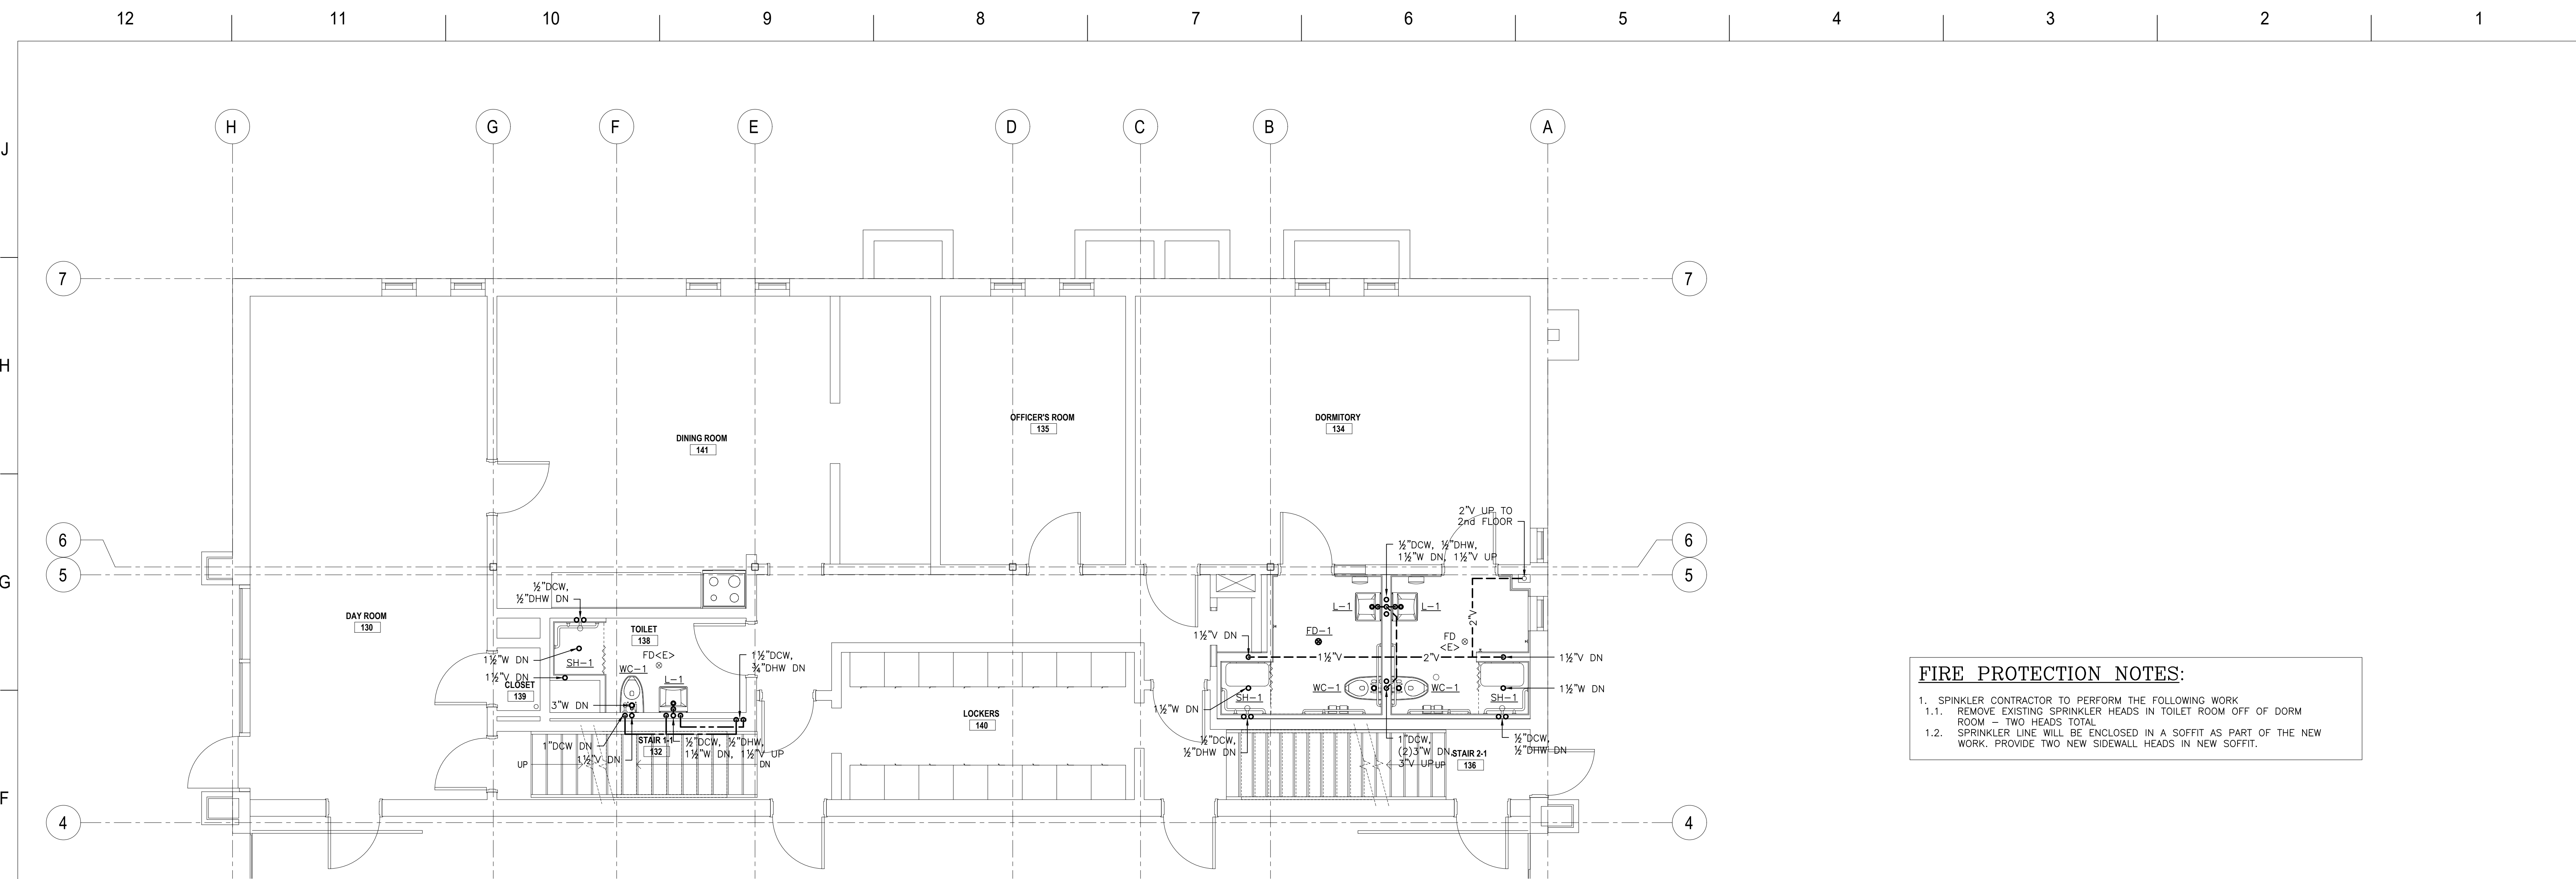 12 11 10 9 8 7 6 5 4 3 2 1
J
H
G
F
H G F E D C B A
7 7
6 6
5 5
4 4
DINING ROOM
141
OFFICER'S ROOM
135
DORMITORY
134
DAY ROOM
130
TOILET
138
CLOSET
139
STAIR 1-1
132
LOCKERS
140
STAIR 2-1
136
½"DCW,
½"DHW DN
1½"W DN
SH-1
1½"V DN
FD<E>
WC-1
L-1
3"W DN
1½"DCW,
¾"DHW DN
1"DCW DN
1½"V DN
½"DCW, ½"DHW,
1½"W DN, 1½"V UP
UP
DN
2"V UP TO
2nd FLOOR
½"DCW, ½"DHW,
1½"W DN, 1½"V UP
L-1
L-1
FD-1
FD
<E>
2"V
1½"V DN
1½"V
2"V
1½"V DN
WC-1
WC-1
SH-1
SH-1
1½"W DN
1½"W DN
½"DCW,
½"DHW DN
1"DCW,
(2)3"W DN,
3"V UP
UP
½"DCW,
½"DHW DN
FIRE PROTECTION NOTES:
1. SPINKLER CONTRACTOR TO PERFORM THE FOLLOWING WORK
1.1. REMOVE EXISTING SPRINKLER HEADS IN TOILET ROOM OFF OF DORM
ROOM – TWO HEADS TOTAL
1.2. SPRINKLER LINE WILL BE ENCLOSED IN A SOFFIT AS PART OF THE NEW
WORK. PROVIDE TWO NEW SIDEWALL HEADS IN NEW SOFFIT.